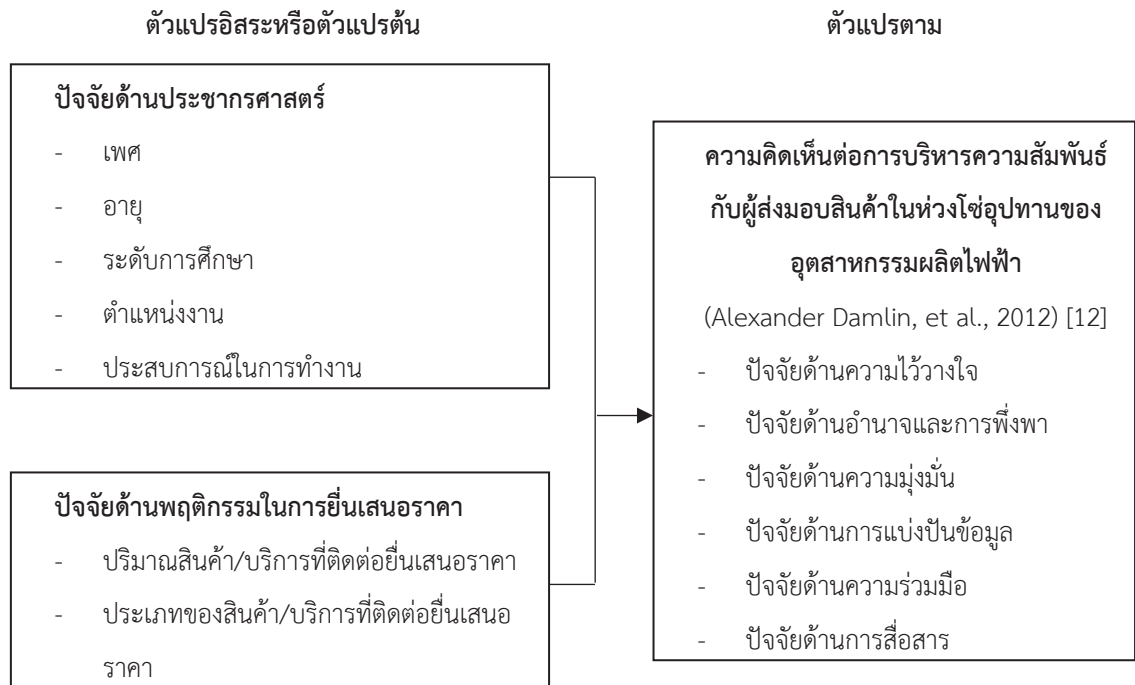 ตัวแปรอิสระหรือตัวแปรต้น
ปัจจัยด้านประชากรศาสตร์
- เพศ
- อายุ
- ระดับการศึกษา
- ตำแหน่งงาน
- ประสบการณ์ในการทำงาน
ปัจจัยด้านพฤติกรรมในการยื่นเสนอราคา
- ปริมาณสินค้า/บริการที่ติดต่อยื่นเสนอราคา
- ประเภทของสินค้า/บริการที่ติดต่อยื่นเสนอ
ราคา
ตัวแปรตาม
ความคิดเห็นต่อการบริหารความสัมพันธ์
กับผู้ส่งมอบสินค้าในห่วงโซ่อุปทานของ
อุตสาหกรรมผลิตไฟฟ้า
(Alexander Damlin, et al., 2012) [12]
- ปัจจัยด้านความไว้วางใจ
- ปัจจัยด้านอำนาจและการพึ่งพา
- ปัจจัยด้านความมุ่งมั่น
- ปัจจัยด้านการแบ่งปันข้อมูล
- ปัจจัยด้านความร่วมมือ
- ปัจจัยด้านการสื่อสาร